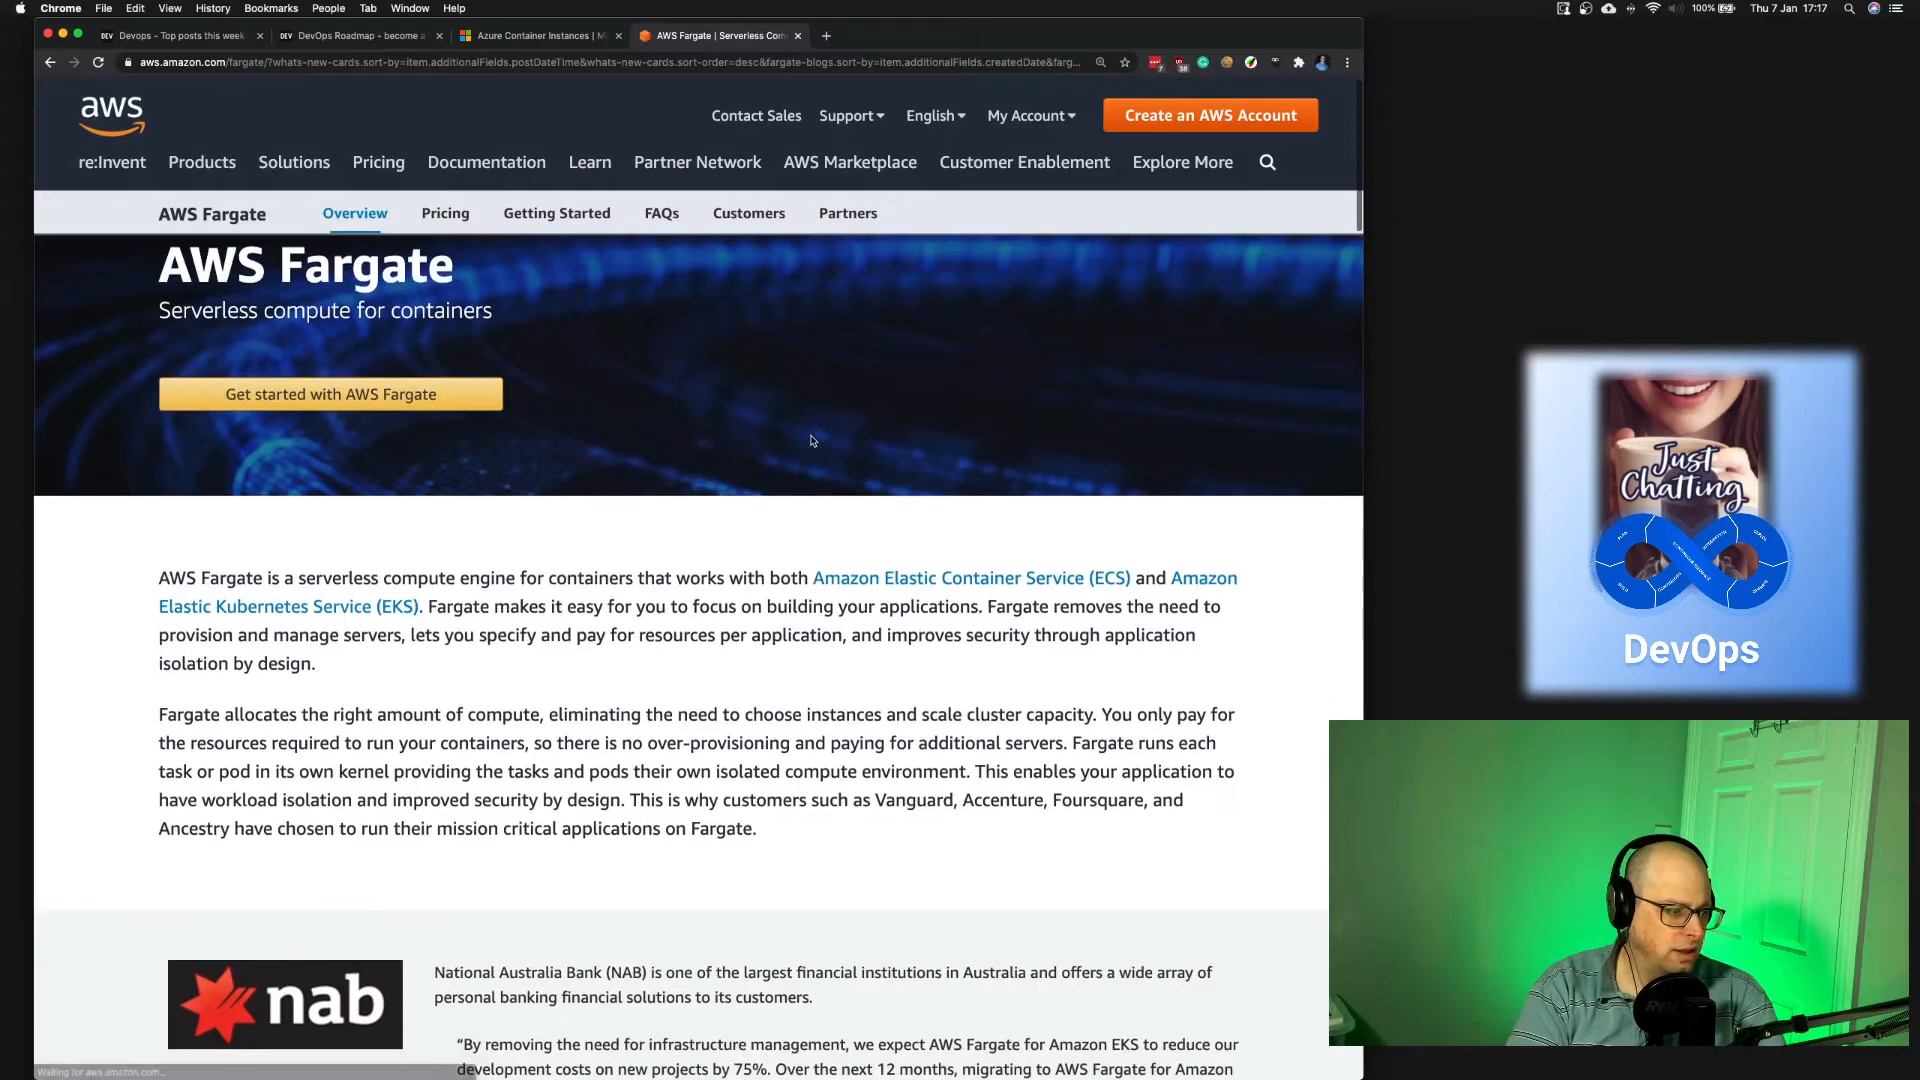 Chrome File Edit View History Bookmarks People Tab Window Help
100% Thu 7 Jan 17:17
DEV Devops - Top posts this week
DEV DevOps Roadmap - become a
Azure Container Instances | Mi
AWS Fargate | Serverless Com
aws.amazon.com/fargate/?whats-new-cards.sort-by=item.additionalFields.postDateTime&whats-new-cards.sort-order=desc&fargate-blogs.sort-by=item.additionalFields.createdDate&farg...
aws
Contact Sales Support English My Account Create an AWS Account
re:Invent Products Solutions Pricing Documentation Learn Partner Network AWS Marketplace Customer Enablement Explore More
AWS Fargate Overview Pricing Getting Started FAQs Customers Partners
AWS Fargate
Serverless compute for containers
Get started with AWS Fargate
AWS Fargate is a serverless compute engine for containers that works with both Amazon Elastic Container Service (ECS) and Amazon
Elastic Kubernetes Service (EKS). Fargate makes it easy for you to focus on building your applications. Fargate removes the need to
provision and manage servers, lets you specify and pay for resources per application, and improves security through application
isolation by design.
Fargate allocates the right amount of compute, eliminating the need to choose instances and scale cluster capacity. You only pay for
the resources required to run your containers, so there is no over-provisioning and paying for additional servers. Fargate runs each
task or pod in its own kernel providing the tasks and pods their own isolated compute environment. This enables your application to
have workload isolation and improved security by design. This is why customers such as Vanguard, Accenture, Foursquare, and
Ancestry have chosen to run their mission critical applications on Fargate.
nab
National Australia Bank (NAB) is one of the largest financial institutions in Australia and offers a wide array of
personal banking financial solutions to its customers.
“By removing the need for infrastructure management, we expect AWS Fargate for Amazon EKS to reduce our
development costs on new projects by 75%. Over the next 12 months, migrating to AWS Fargate for Amazon
Waiting for aws.amazon.com...
Just
Chatting
DevOps